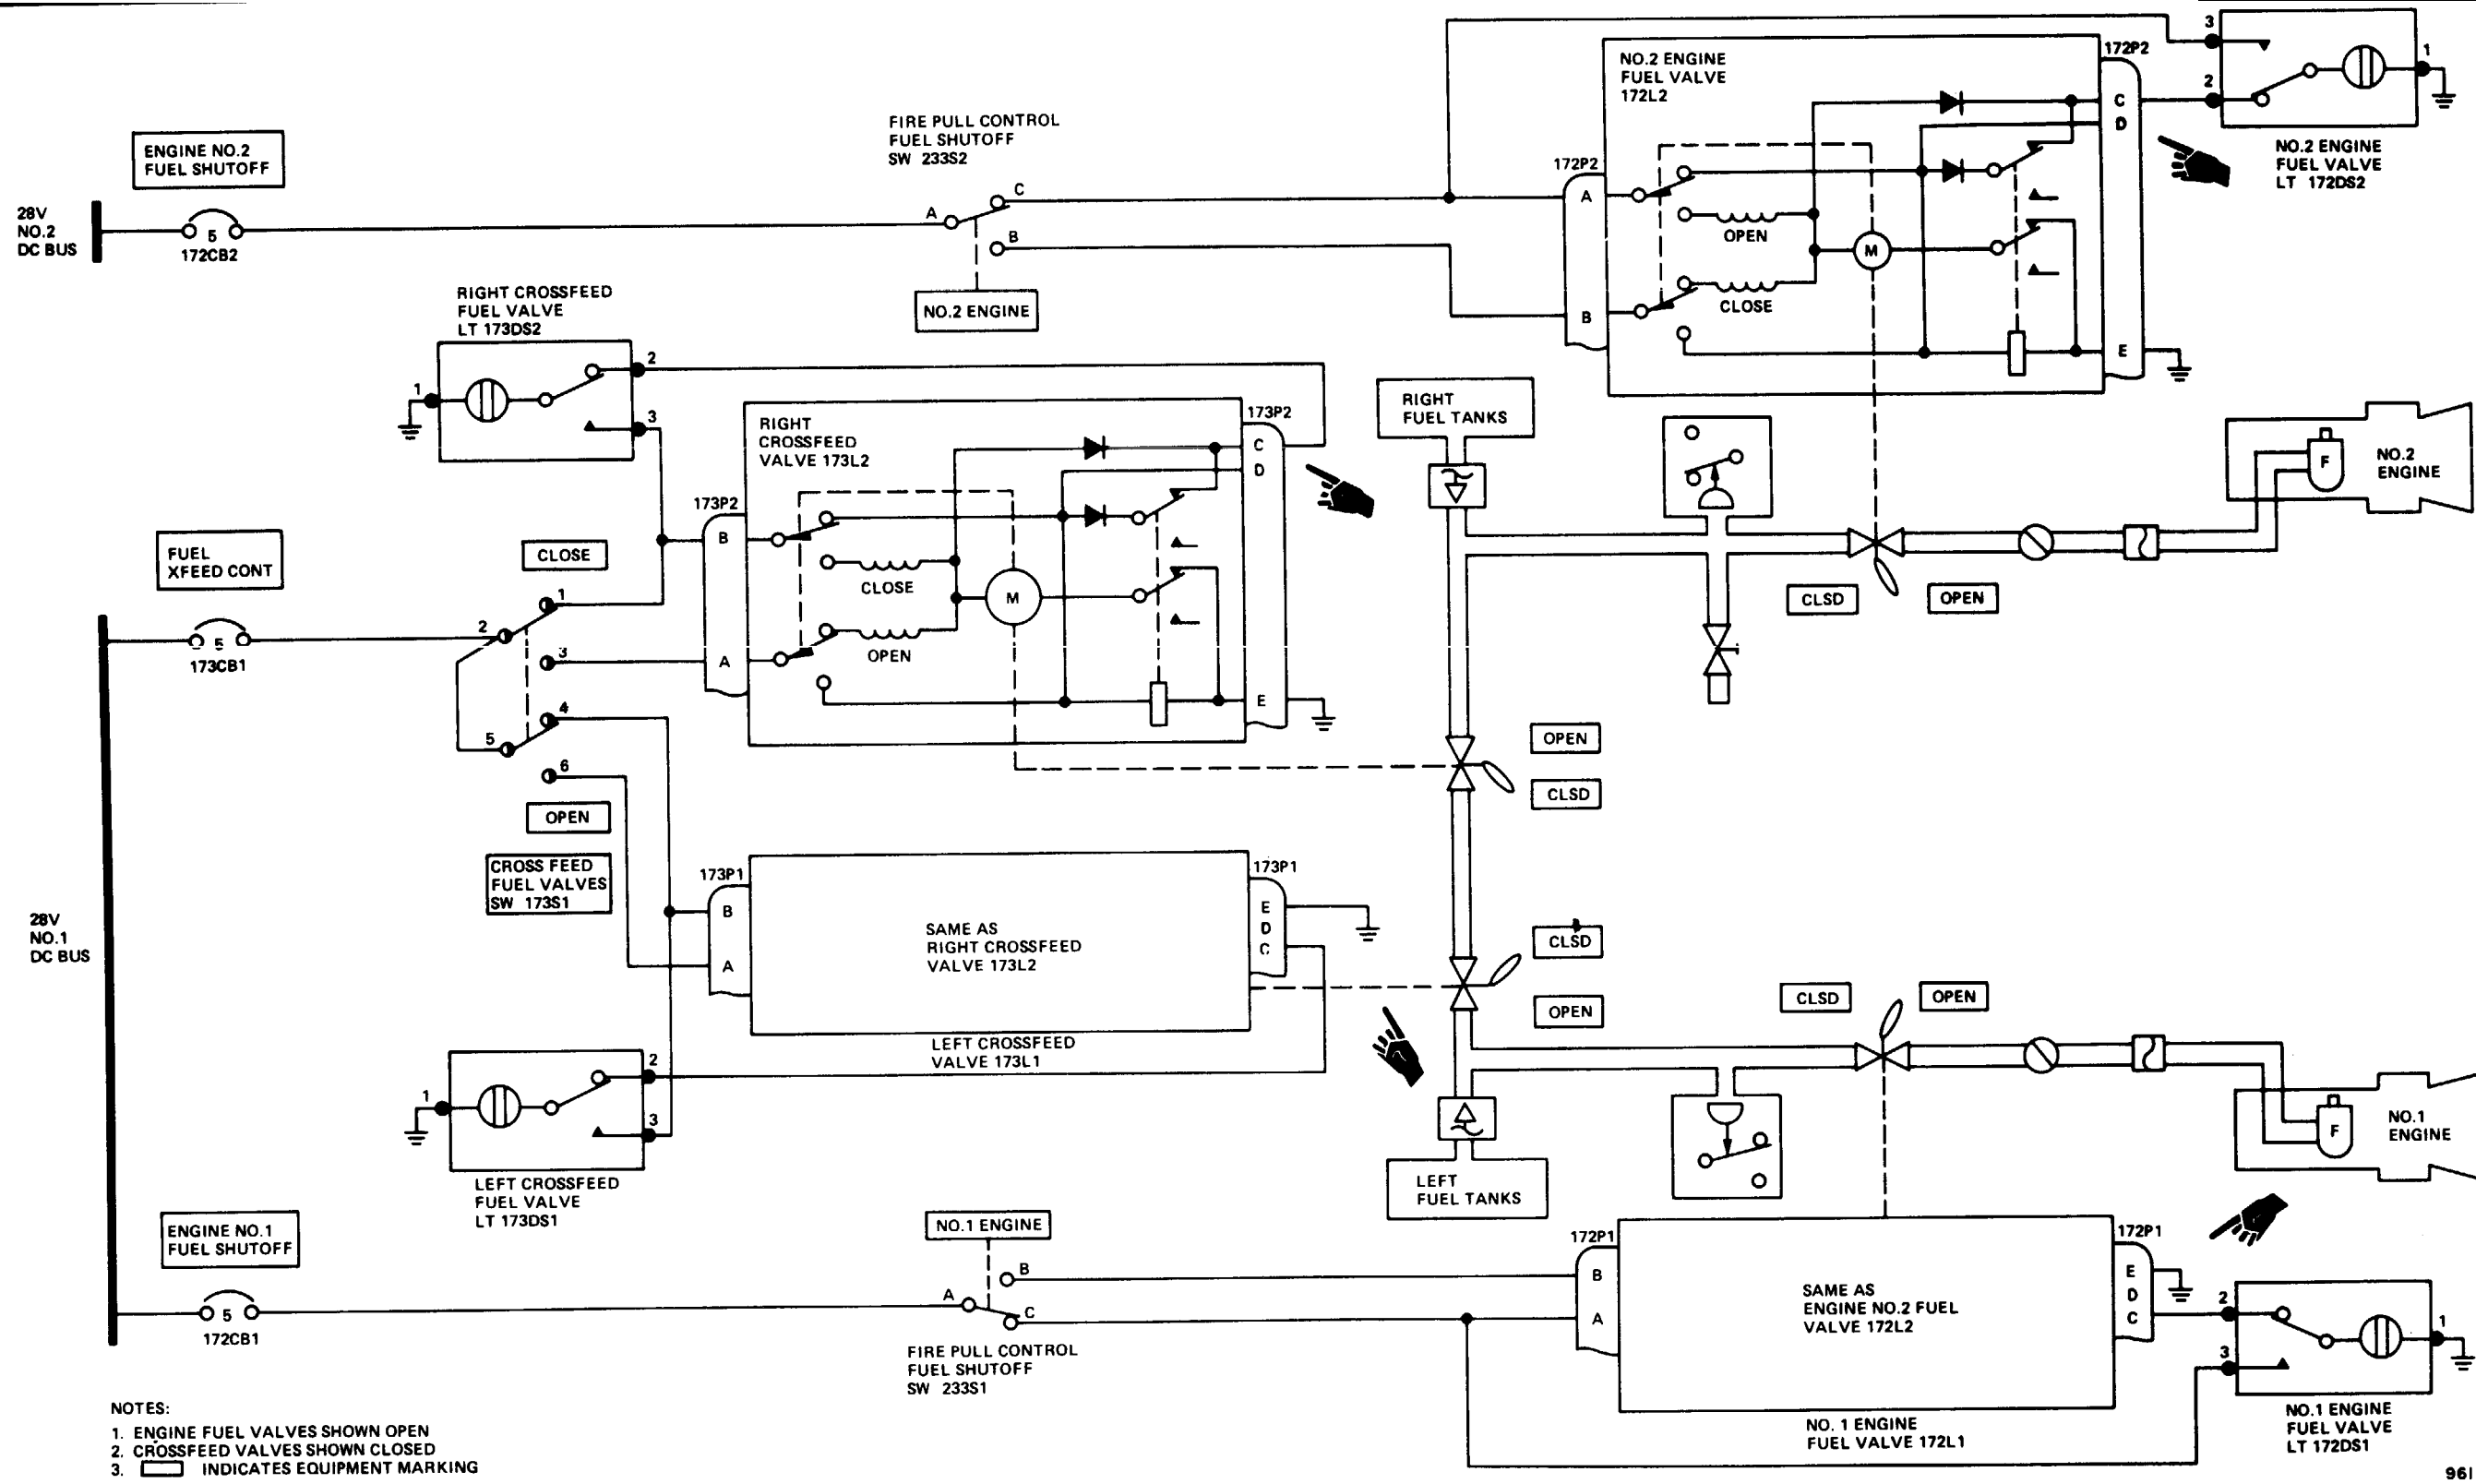 3
1
2
NO.2 ENGINE
FUEL VALVE
LT 172DS2
172P2
NO.2 ENGINE
FUEL VALVE
172L2
C
D
172P2
A
B
OPEN
M
CLOSE
E
FIRE PULL CONTROL
FUEL SHUTOFF
SW 233S2
A
C
B
NO.2 ENGINE
ENGINE NO.2
FUEL SHUTOFF
28V
NO.2
DC BUS
5
172CB2
RIGHT CROSSFEED
FUEL VALVE
LT 173DS2
2
1
3
RIGHT
CROSSFEED
VALVE 173L2
173P2
C
D
173P2
B
A
CLOSE
M
OPEN
E
RIGHT
FUEL TANKS
F
NO.2
ENGINE
CLSD
OPEN
FUEL
XFEED CONT
CLOSE
5
173CB1
2
1
3
4
5
6
OPEN
CROSS FEED
FUEL VALVES
SW 173S1
OPEN
CLSD
28V
NO.1
DC BUS
173P1
B
A
SAME AS
RIGHT CROSSFEED
VALVE 173L2
173P1
E
D
C
LEFT CROSSFEED
VALVE 173L1
CLSD
OPEN
CLSD
OPEN
2
1
3
LEFT CROSSFEED
FUEL VALVE
LT 173DS1
LEFT
FUEL TANKS
F
NO.1
ENGINE
ENGINE NO.1
FUEL SHUTOFF
5
172CB1
NO.1 ENGINE
A
B
C
FIRE PULL CONTROL
FUEL SHUTOFF
SW 233S1
172P1
B
A
SAME AS
ENGINE NO.2 FUEL
VALVE 172L2
172P1
E
D
C
NO. 1 ENGINE
FUEL VALVE 172L1
2
1
3
NO.1 ENGINE
FUEL VALVE
LT 172DS1
NOTES:
1. ENGINE FUEL VALVES SHOWN OPEN
2. CROSSFEED VALVES SHOWN CLOSED
3. INDICATES EQUIPMENT MARKING